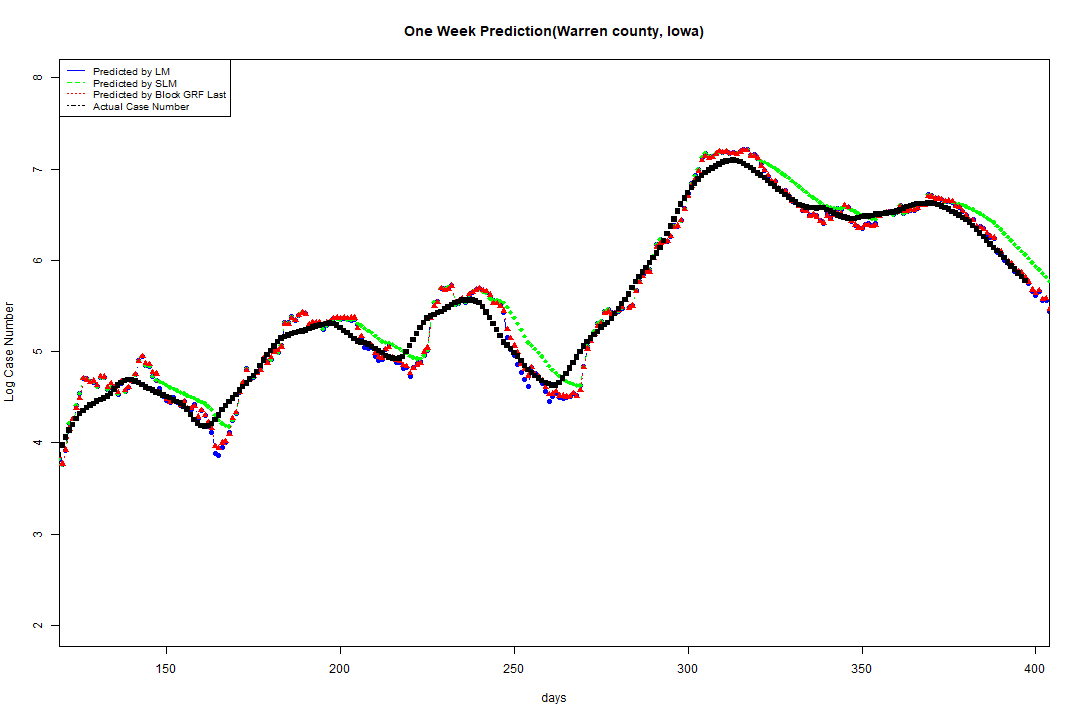 One Week Prediction(Warren county, Iowa)
Predicted by LM
Predicted by SLM
Predicted by Block GRF Last
Actual Case Number
8
7
6
5
4
3
2
Log Case Number
150 200 250 300 350 400
days